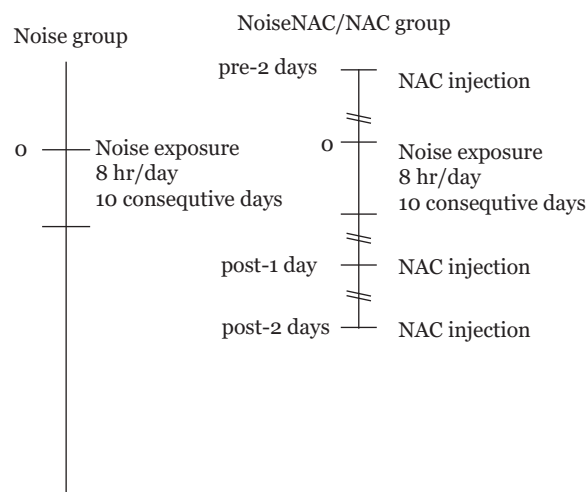 Noise group
0
Noise exposure
8 hr/day
10 consequtive days
NoiseNAC/NAC group
pre-2 days
NAC injection
0
Noise exposure
8 hr/day
10 consequtive days
post-1 day
NAC injection
post-2 days
NAC injection